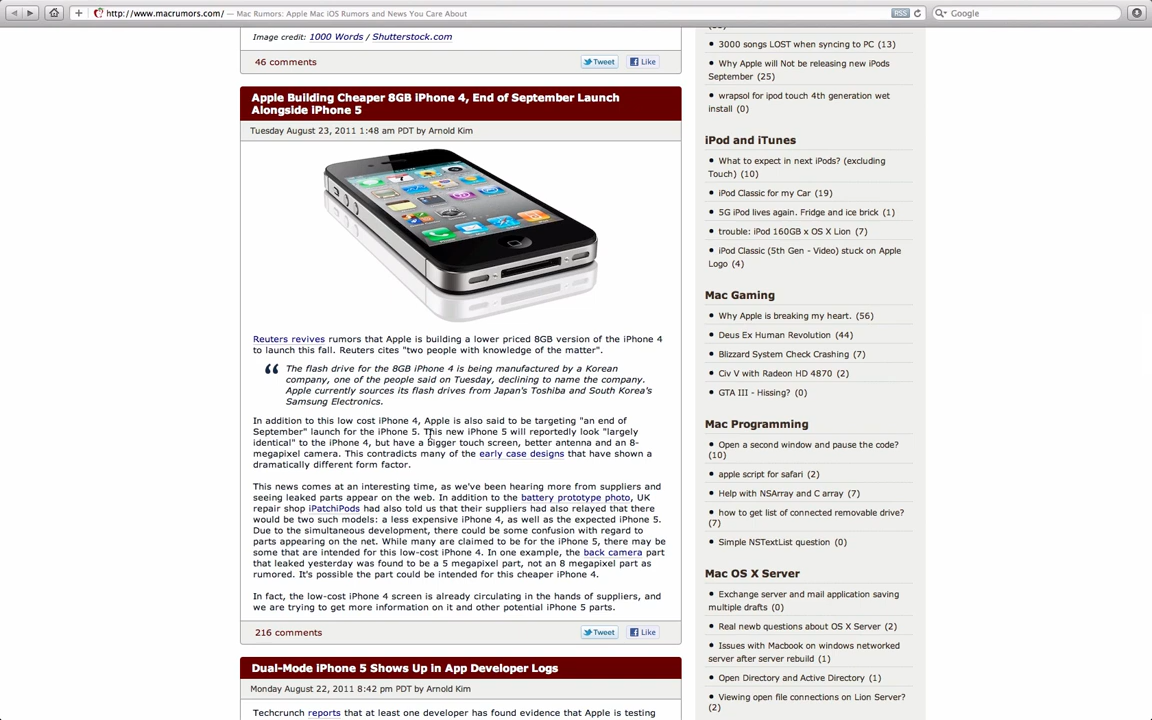 http://www.macrumors.com/ — Mac Rumors: Apple Mac iOS Rumors and News You Care About
RSS
Google
Image credit: 1000 Words / Shutterstock.com
46 comments
Tweet
Like
Apple Building Cheaper 8GB iPhone 4, End of September Launch
Alongside iPhone 5
Tuesday August 23, 2011 1:48 am PDT by Arnold Kim
Reuters revives rumors that Apple is building a lower priced 8GB version of the iPhone 4
to launch this fall. Reuters cites "two people with knowledge of the matter".
“ The flash drive for the 8GB iPhone 4 is being manufactured by a Korean
company, one of the people said on Tuesday, declining to name the company.
Apple currently sources its flash drives from Japan's Toshiba and South Korea's
Samsung Electronics.
In addition to this low cost iPhone 4, Apple is also said to be targeting "an end of
September" launch for the iPhone 5. This new iPhone 5 will reportedly look "largely
identical" to the iPhone 4, but have a bigger touch screen, better antenna and an 8-
megapixel camera. This contradicts many of the early case designs that have shown a
dramatically different form factor.
This news comes at an interesting time, as we've been hearing more from suppliers and
seeing leaked parts appear on the web. In addition to the battery prototype photo, UK
repair shop iPatchiPods had also told us that their suppliers had also relayed that there
would be two such models: a less expensive iPhone 4, as well as the expected iPhone 5.
Due to the simultaneous development, there could be some confusion with regard to
parts appearing on the net. While many are claimed to be for the iPhone 5, there may be
some that are intended for this low-cost iPhone 4. In one example, the back camera part
that leaked yesterday was found to be a 5 megapixel part, not an 8 megapixel part as
rumored. It's possible the part could be intended for this cheaper iPhone 4.
In fact, the low-cost iPhone 4 screen is already circulating in the hands of suppliers, and
we are trying to get more information on it and other potential iPhone 5 parts.
216 comments
Tweet
Like
Dual-Mode iPhone 5 Shows Up in App Developer Logs
Monday August 22, 2011 8:42 pm PDT by Arnold Kim
Techcrunch reports that at least one developer has found evidence that Apple is testing
3000 songs LOST when syncing to PC (13)
Why Apple will Not be releasing new iPods
September (25)
wrapsol for ipod touch 4th generation wet
install (0)
iPod and iTunes
What to expect in next iPods? (excluding
Touch) (10)
iPod Classic for my Car (19)
5G iPod lives again. Fridge and ice brick (1)
trouble: iPod 160GB x OS X Lion (7)
iPod Classic (5th Gen - Video) stuck on Apple
Logo (4)
Mac Gaming
Why Apple is breaking my heart. (56)
Deus Ex Human Revolution (44)
Blizzard System Check Crashing (7)
Civ V with Radeon HD 4870 (2)
GTA III - Hissing? (0)
Mac Programming
Open a second window and pause the code?
(10)
apple script for safari (2)
Help with NSArray and C array (7)
how to get list of connected removable drive?
(7)
Simple NSTextList question (0)
Mac OS X Server
Exchange server and mail application saving
multiple drafts (0)
Real newb questions about OS X Server (2)
Issues with Macbook on windows networked
server after server rebuild (1)
Open Directory and Active Directory (1)
Viewing open file connections on Lion Server?
(2)